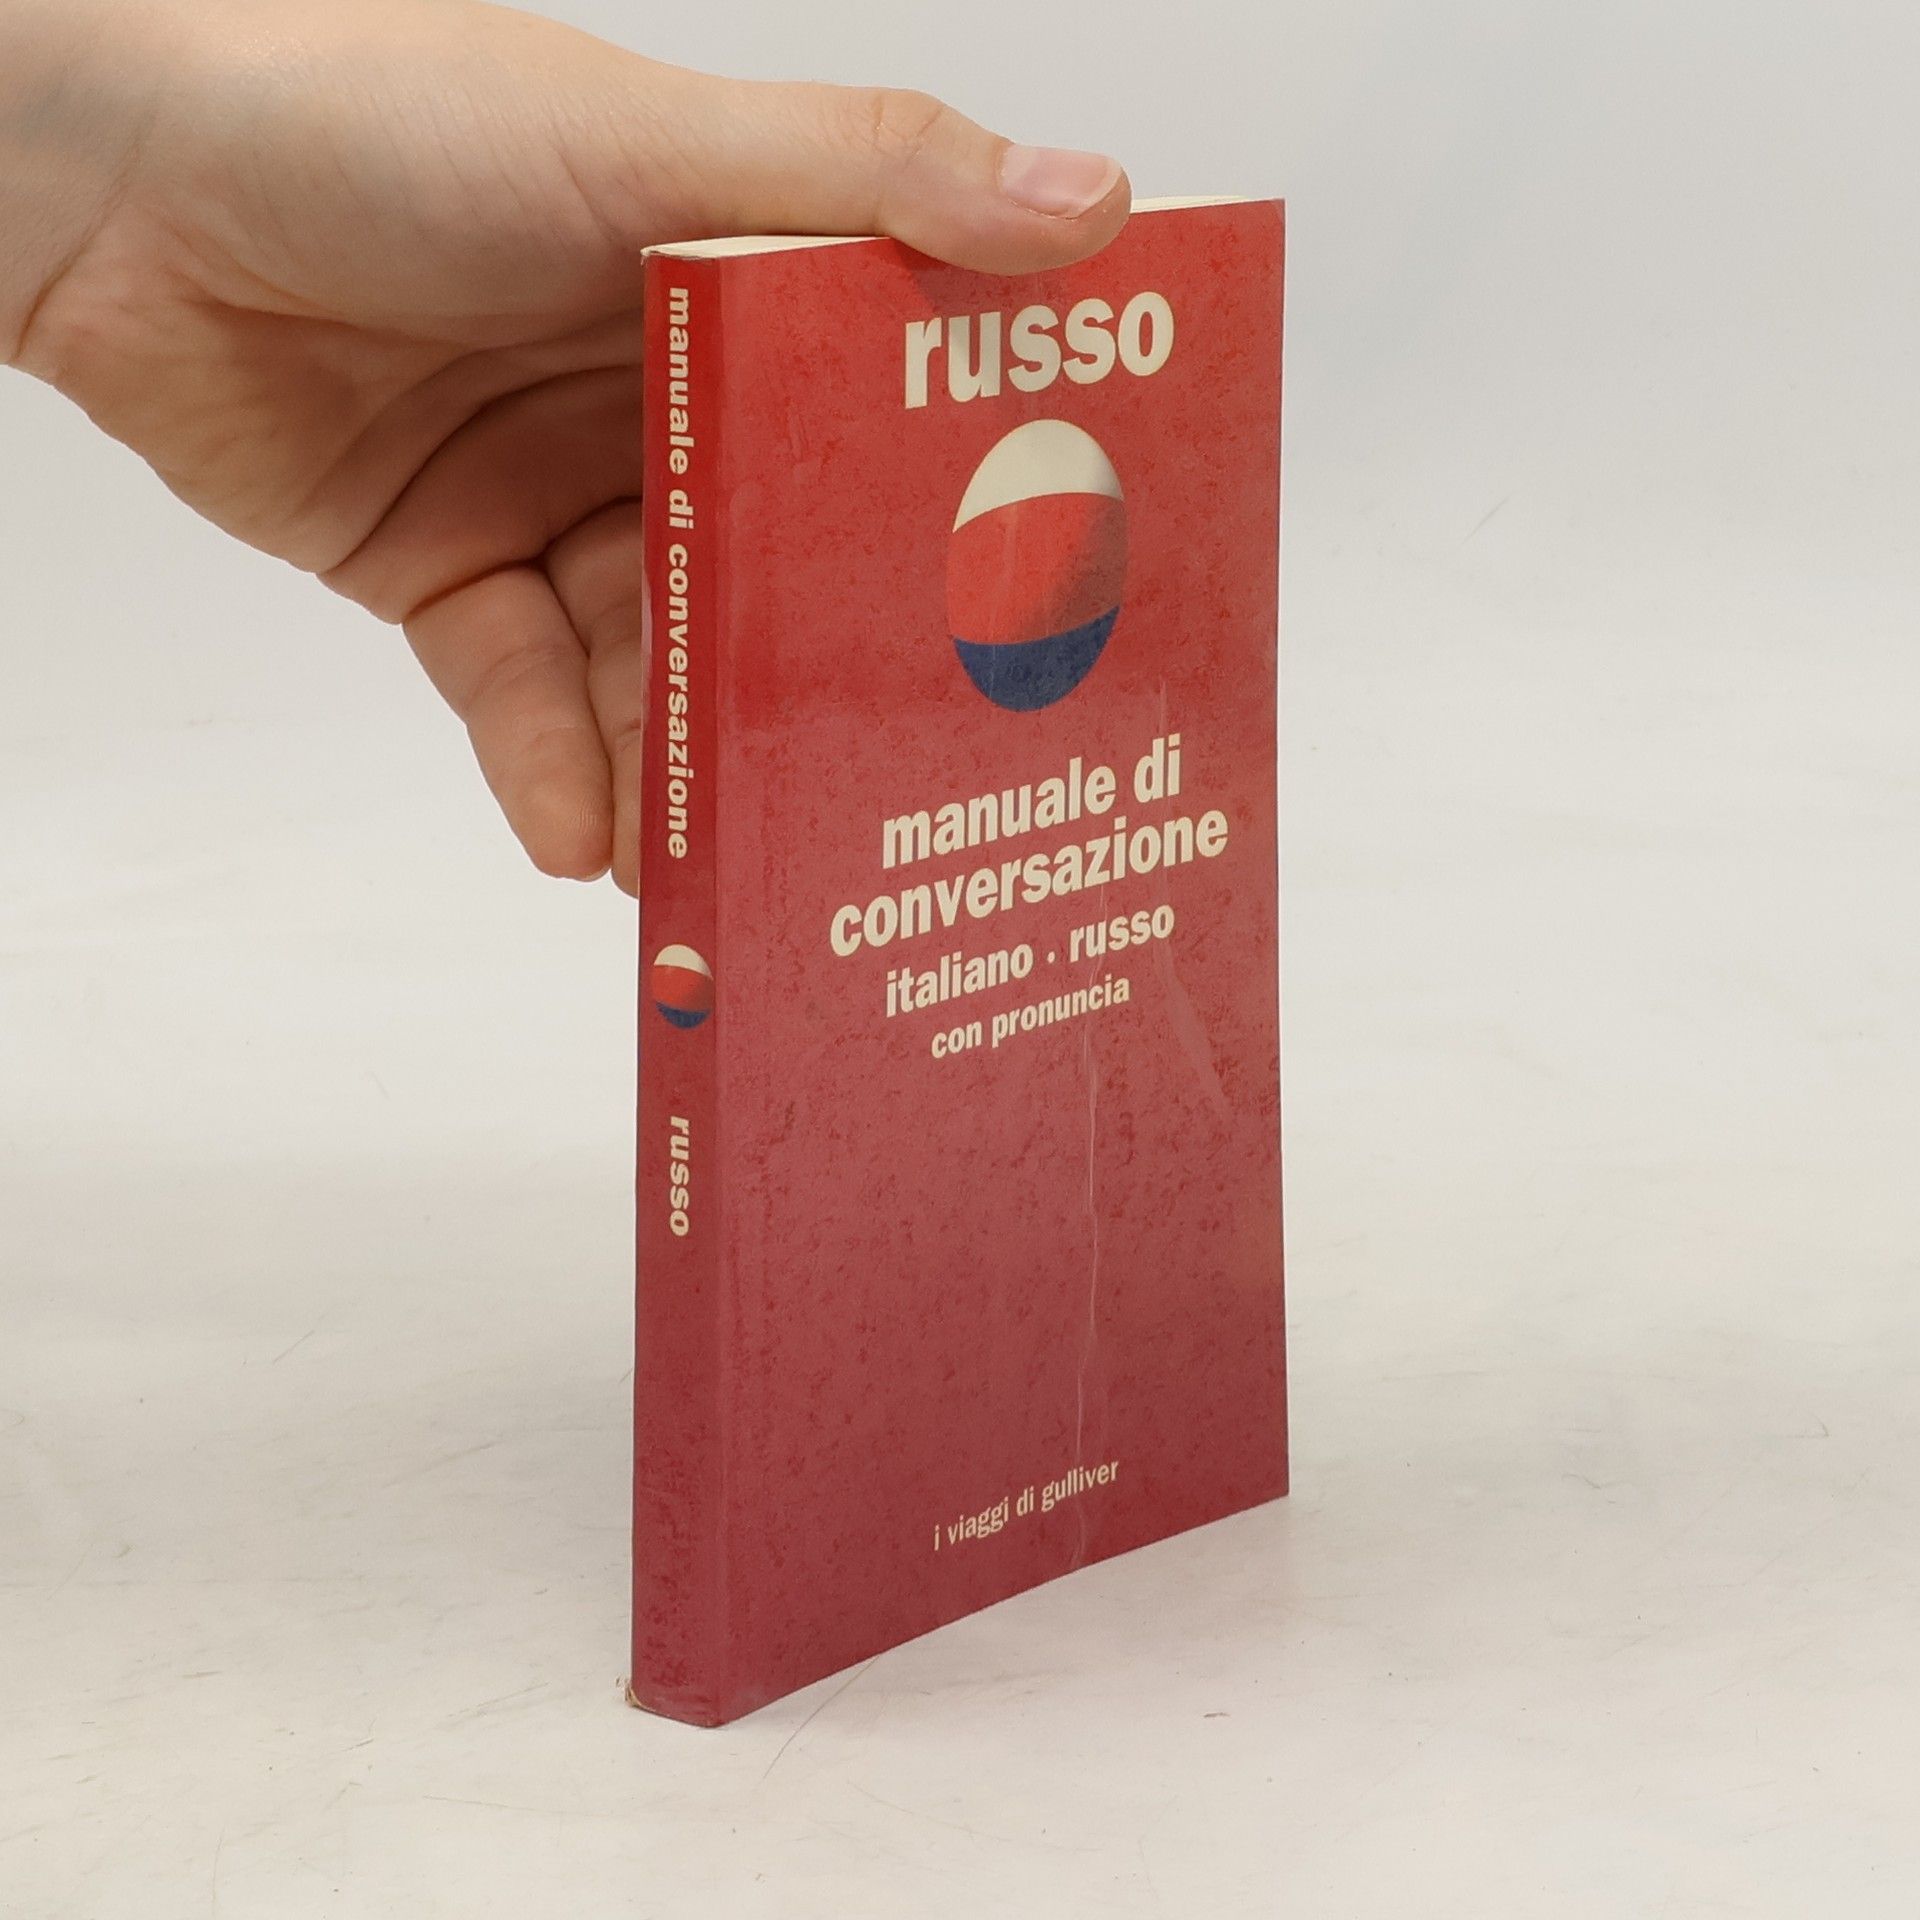 russo
manuale di
conversazione
italiano . russo
con pronuncia
i viaggi di gulliver
manuale di conversazione
russo